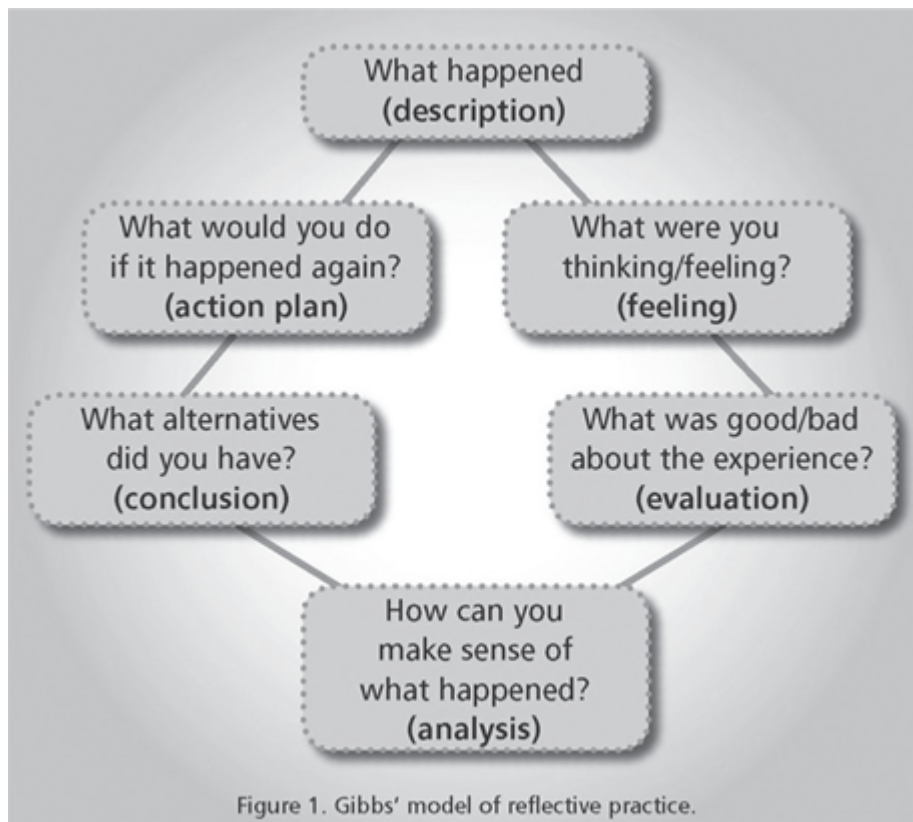 What happened
(description)
What would you do
if it happened again?
(action plan)
What were you
thinking/feeling?
(feeling)
What alternatives
did you have?
(conclusion)
What was good/bad
about the experience?
(evaluation)
How can you
make sense of
what happened?
(analysis)
Figure 1. Gibbs' model of reflective practice.